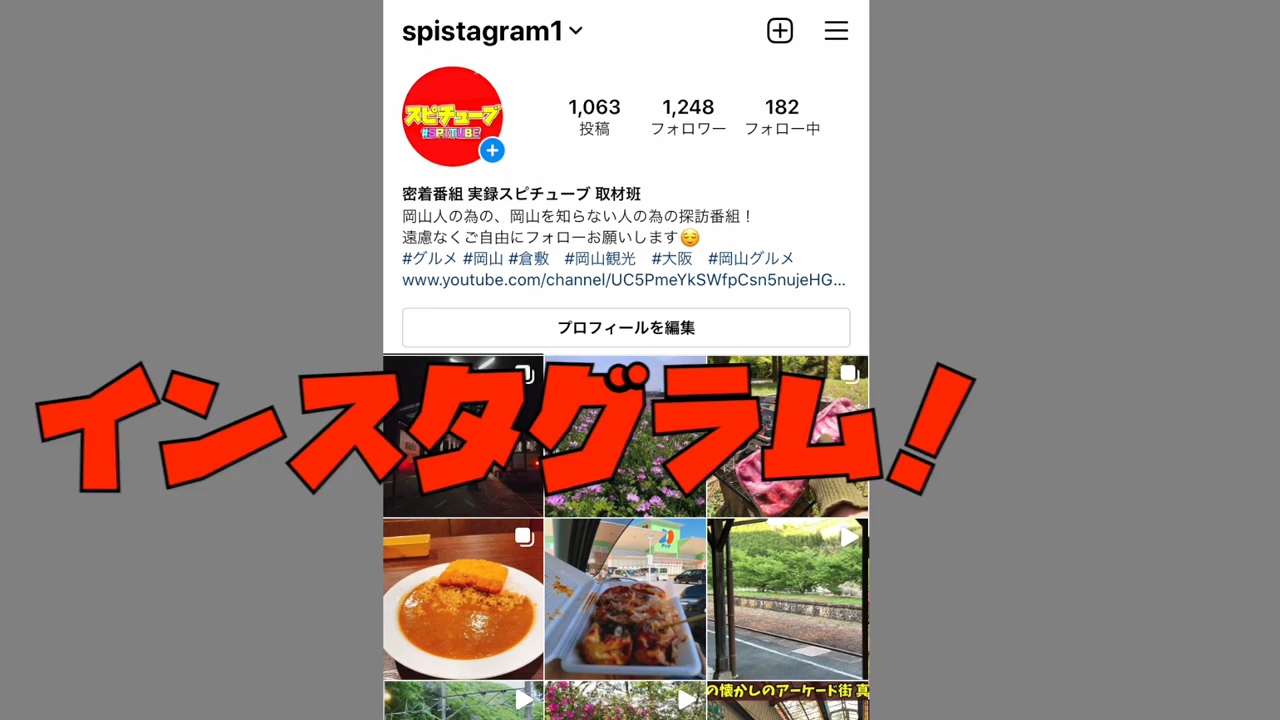 spistagram1
スピチューブ
#SPITUBE
1,063
投稿
1,248
フォロワー
182
フォロー中
密着番組 実録スピチューブ 取材班
岡山人の為の、岡山を知らない人の為の探訪番組！
遠慮なくご自由にフォローお願いします😌
#グルメ #岡山 #倉敷 #岡山観光 #大阪 #岡山グルメ
www.youtube.com/channel/UC5PmeYkSWfpCsn5nujeHG...
プロフィールを編集
インスタグラム！
の懐かしのアーケード街 真